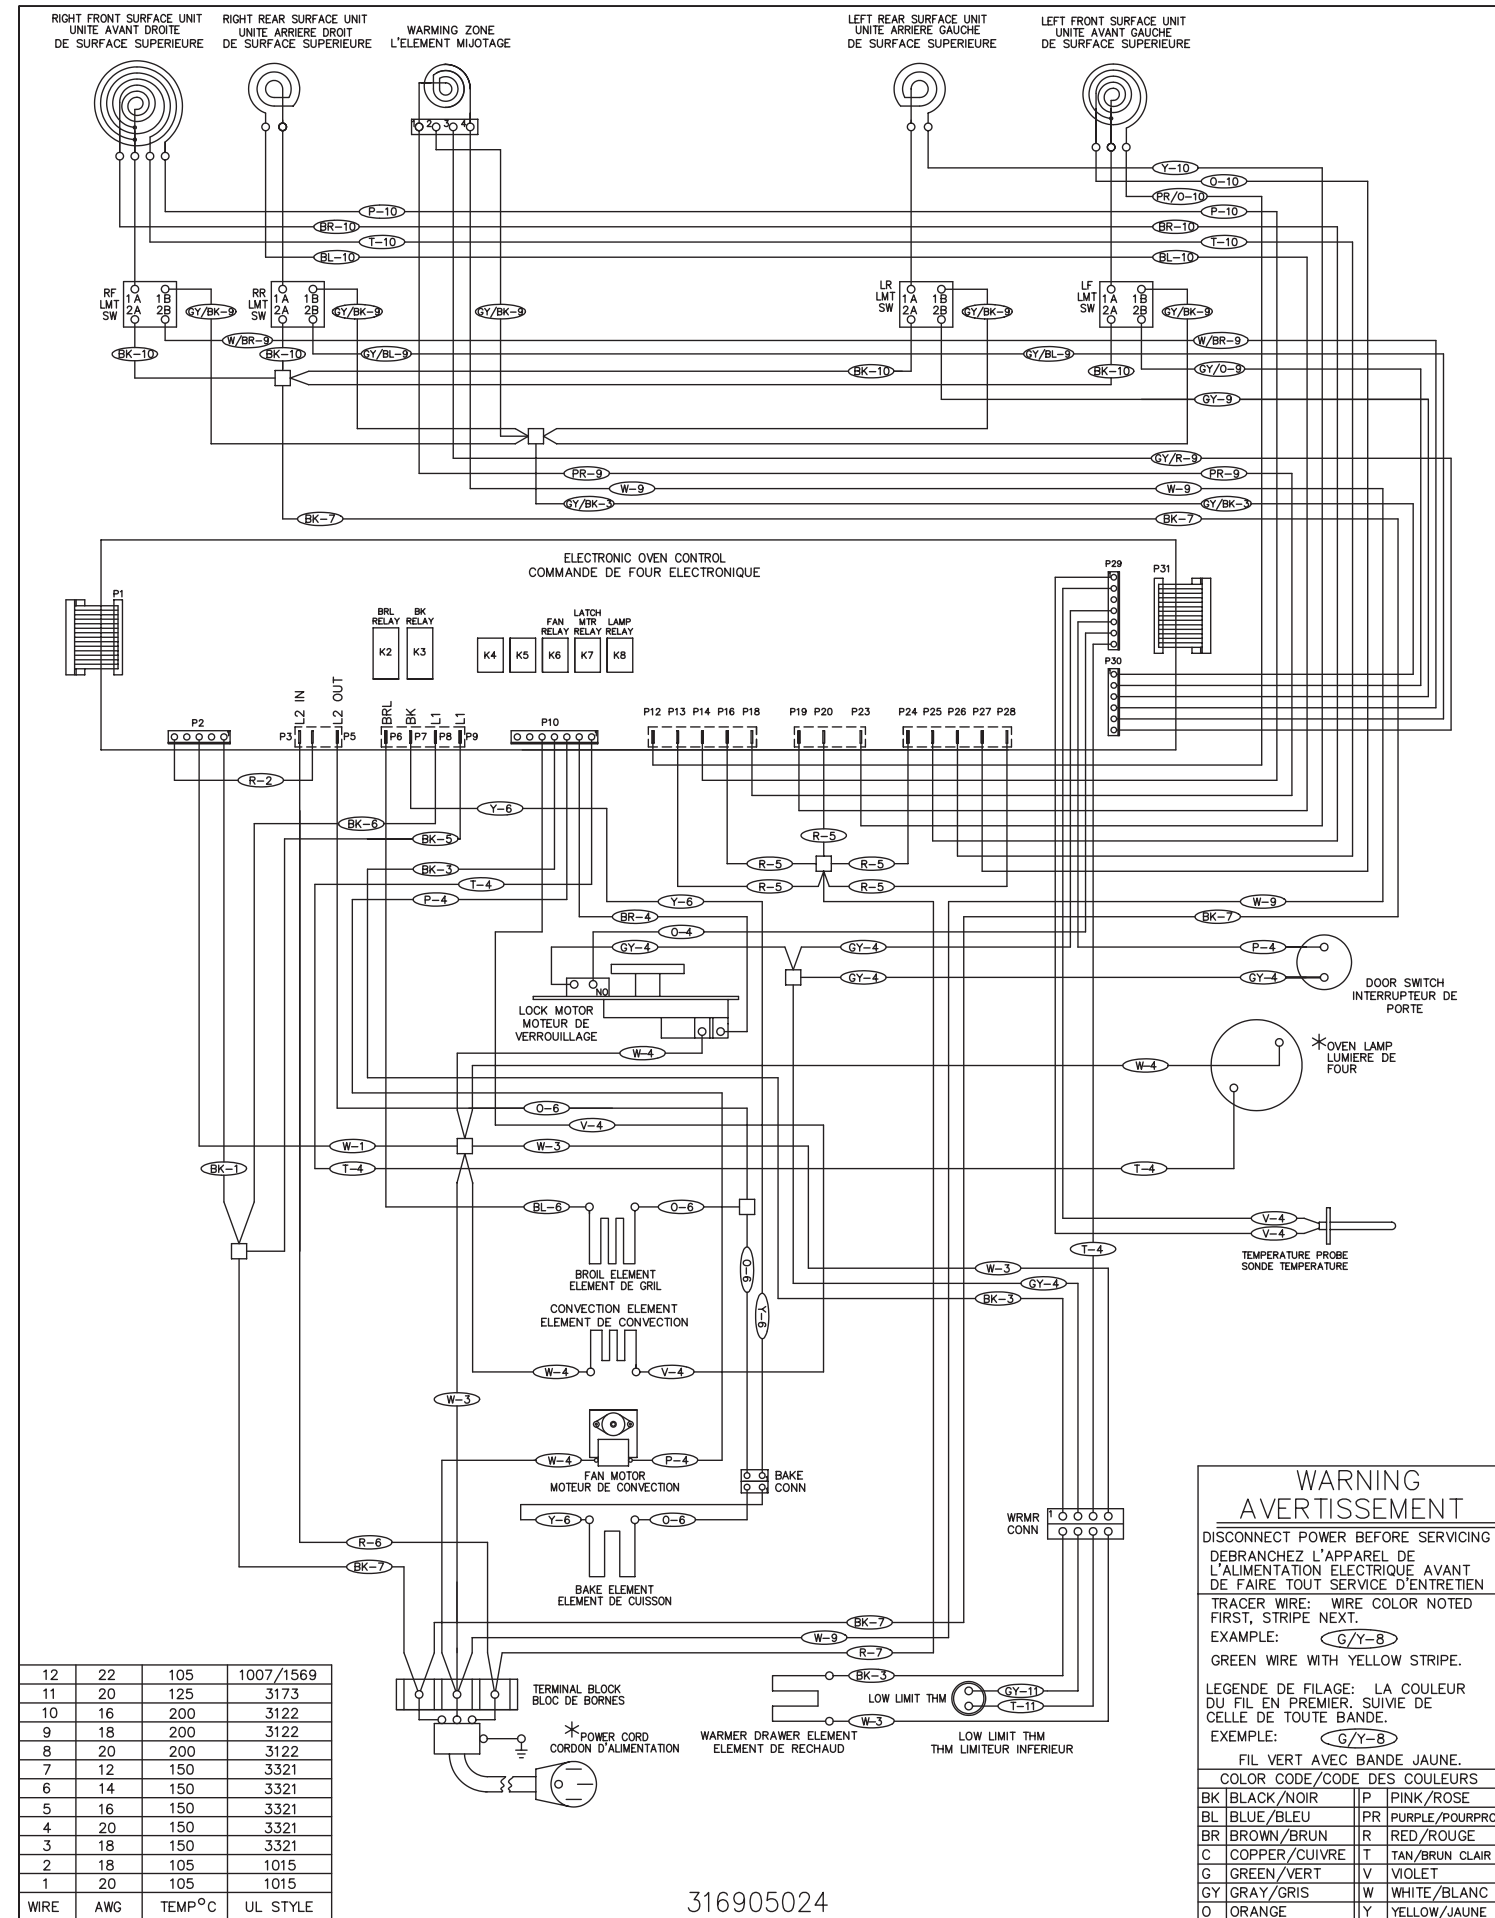 RIGHT FRONT SURFACE UNIT
UNITE AVANT DROITE
DE SURFACE SUPERIEURE
RIGHT REAR SURFACE UNIT
UNITE ARRIERE DROIT
DE SURFACE SUPERIEURE
WARMING ZONE
L'ELEMENT MIJOTAGE
LEFT REAR SURFACE UNIT
UNITE ARRIERE GAUCHE
DE SURFACE SUPERIEURE
LEFT FRONT SURFACE UNIT
UNITE AVANT GAUCHE
DE SURFACE SUPERIEURE
1 2 3 4
Y-10
O-10
PR/O-10
P-10 P-10
BR-10 BR-10
T-10 T-10
BL-10 BL-10
RF LMT SW
1A 1B
2A 2B
RR LMT SW
1A 1B
2A 2B
LR LMT SW
1A 1B
2A 2B
LF LMT SW
1A 1B
2A 2B
GY/BK-9 GY/BK-9 GY/BK-9 GY/BK-9 GY/BK-9
W/BR-9 W/BR-9
BK-10 BK-10 GY/BL-9 GY/BL-9
BK-10 BK-10 GY/O-9
GY-9
GY/R-9
PR-9 PR-9
W-9 W-9
GY/BK-3 GY/BK-3
BK-7 BK-7
ELECTRONIC OVEN CONTROL
COMMANDE DE FOUR ELECTRONIQUE
P1
P29
P31
P30
BRL RELAY
K2
BK RELAY
K3
K4
K5
FAN RELAY
K6
LATCH MTR RELAY
K7
LAMP RELAY
K8
P2
L2 IN
L2 OUT
P3 P5
BRL
BK
L1
L1
P6 P7 P8 P9
P10
P12 P13 P14 P16 P18
P19 P20 P23
P24 P25 P26 P27 P28
R-2
Y-6
BK-6
BK-5
R-5
BK-3
R-5 R-5
T-4
R-5 R-5
P-4
Y-6
W-9
BR-4
BK-7
O-4
GY-4 GY-4
P-4
GY-4 GY-4
DOOR SWITCH
INTERRUPTEUR DE
PORTE
NO
LOCK MOTOR
MOTEUR DE
VERROUILLAGE
W-4
W-4
OVEN LAMP
LUMIERE DE
FOUR
O-6
V-4
W-1 W-3
BK-1 T-4 T-4
BL-6 O-6
V-4
V-4
TEMPERATURE PROBE
SONDE TEMPERATURE
T-4
BROIL ELEMENT
ELEMENT DE GRIL
O-6
Y-6
W-3
GY-4
BK-3
CONVECTION ELEMENT
ELEMENT DE CONVECTION
W-4 V-4
W-3
W-4 P-4
FAN MOTOR
MOTEUR DE CONVECTION
BAKE
CONN
Y-6 O-6
BAKE ELEMENT
ELEMENT DE CUISSON
WRMR
CONN
1
R-6
BK-7
BK-7
W-9
R-7
TERMINAL BLOCK
BLOC DE BORNES
POWER CORD
CORDON D'ALIMENTATION
BK-3
W-3
WARMER DRAWER ELEMENT
ELEMENT DE RECHAUD
LOW LIMIT THM
GY-11
T-11
LOW LIMIT THM
THM LIMITEUR INFERIEUR
WARNING
AVERTISSEMENT
DISCONNECT POWER BEFORE SERVICING
DEBRANCHEZ L'APPAREL DE
L'ALIMENTATION ELECTRIQUE AVANT
DE FAIRE TOUT SERVICE D'ENTRETIEN
TRACER WIRE: WIRE COLOR NOTED
FIRST, STRIPE NEXT.
EXAMPLE: G/Y-8
GREEN WIRE WITH YELLOW STRIPE.
LEGENDE DE FILAGE: LA COULEUR
DU FIL EN PREMIER. SUIVIE DE
CELLE DE TOUTE BANDE.
EXEMPLE: G/Y-8
FIL VERT AVEC BANDE JAUNE.
COLOR CODE/CODE DES COULEURS
BK BLACK/NOIR P PINK/ROSE
BL BLUE/BLEU PR PURPLE/POURPRO
BR BROWN/BRUN R RED/ROUGE
C COPPER/CUIVRE T TAN/BRUN CLAIR
G GREEN/VERT V VIOLET
GY GRAY/GRIS W WHITE/BLANC
O ORANGE Y YELLOW/JAUNE
12 22 105 1007/1569
11 20 125 3173
10 16 200 3122
9 18 200 3122
8 20 200 3122
7 12 150 3321
6 14 150 3321
5 16 150 3321
4 20 150 3321
3 18 150 3321
2 18 105 1015
1 20 105 1015
WIRE AWG TEMP°C UL STYLE
316905024